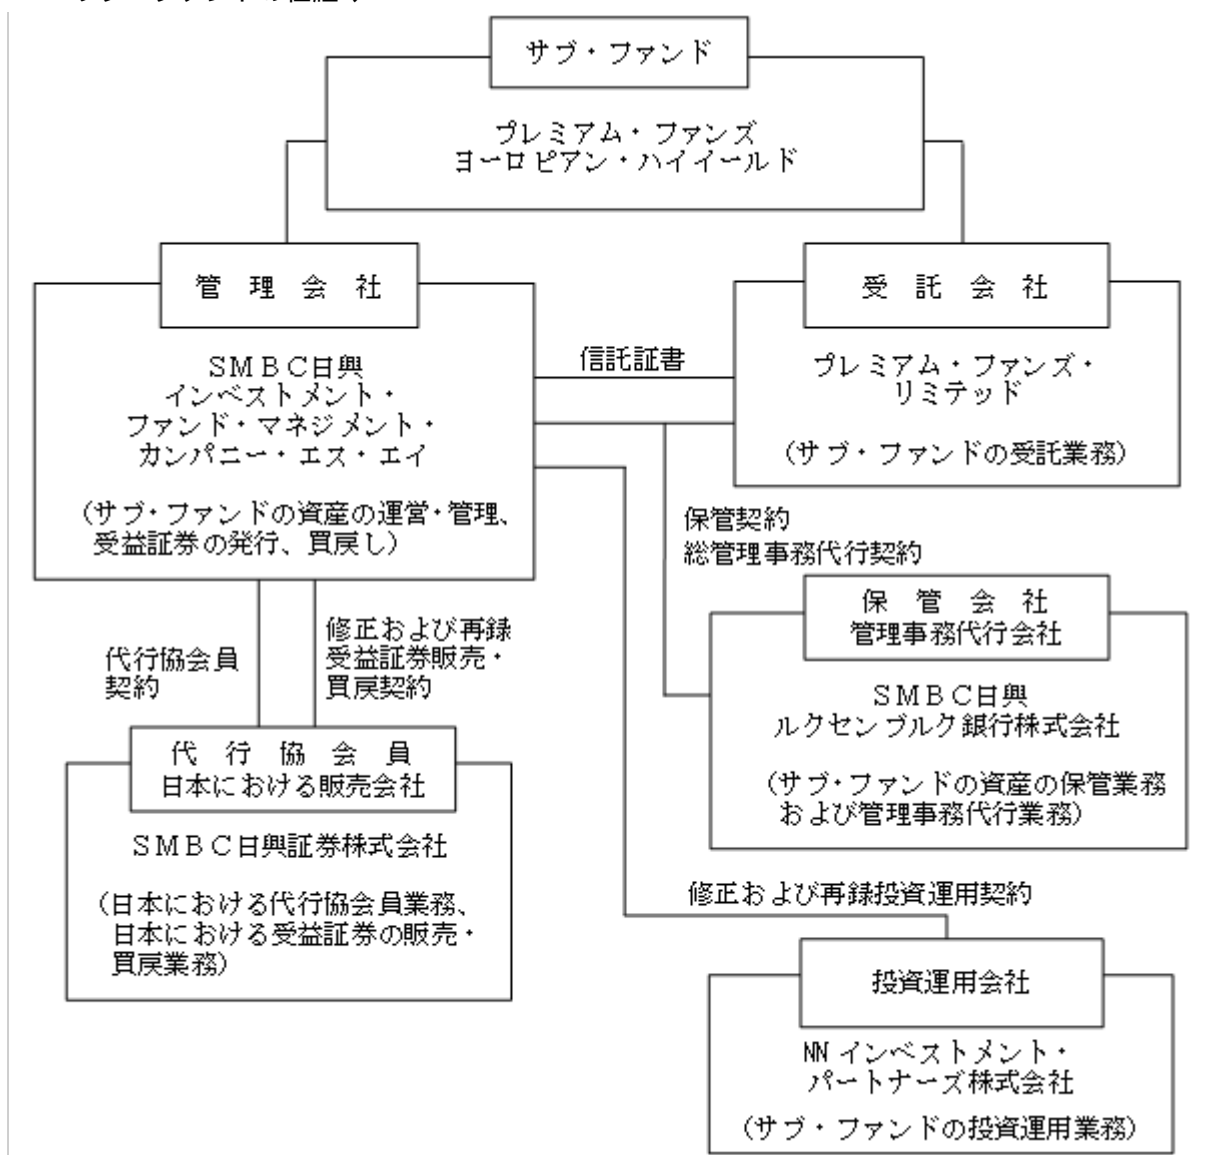 サブ・ファンド
プレミアム・ファンズ
ヨーロピアン・ハイイールド
管理会社
SMBC日興
インベストメント・
ファンド・マネジメント・
カンパニー・エス・エイ
（サブ・ファンドの資産の運営・管理、
受益証券の発行、買戻し）
信託証書
受託会社
プレミアム・ファンズ・
リミテッド
（サブ・ファンドの受託業務）
保管契約
総管理事務代行契約
保管会社
管理事務代行会社
SMBC日興
ルクセンブルク銀行株式会社
（サブ・ファンドの資産の保管業務
および管理事務代行業務）
代行協会員
契約
修正および再録
受益証券販売・
買戻契約
代行協会員
日本における販売会社
SMBC日興証券株式会社
（日本における代行協会員業務、
日本における受益証券の販売・
買戻業務）
修正および再録投資運用契約
投資運用会社
NNインベストメント・
パートナーズ株式会社
（サブ・ファンドの投資運用業務）